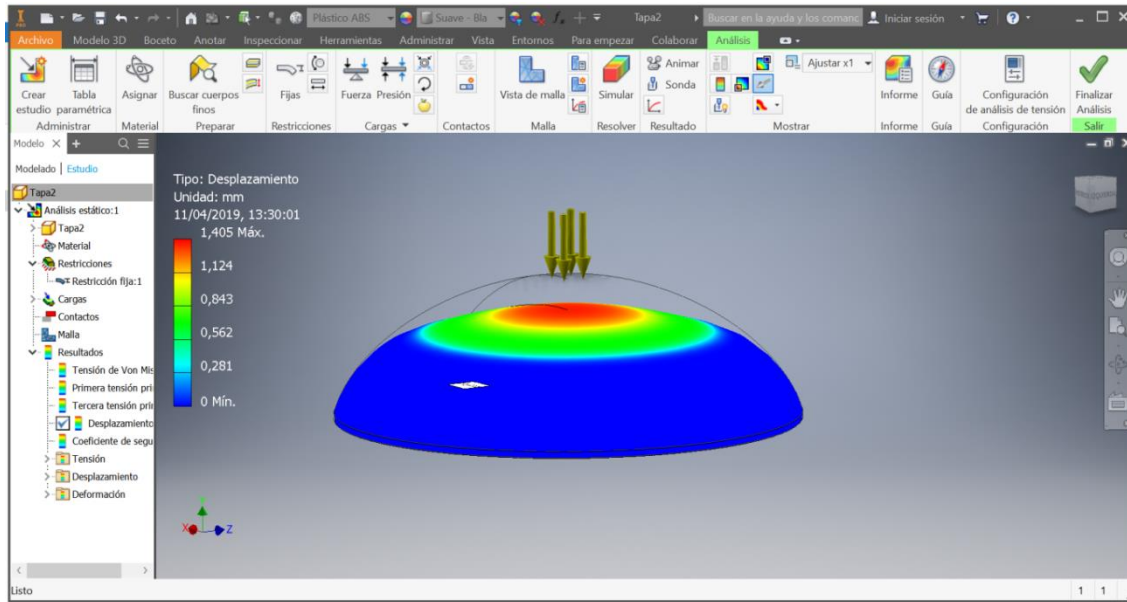 Plástico ABS Suave - Bla Tapa2 Buscar en la ayuda y los comanc Iniciar sesión
Archivo Modelo 3D Boceto Anotar Inspeccionar Herramientas Administrar Vista Entornos Para empezar Colaborar Análisis
Crear estudio
Tabla paramétrica
Asignar
Buscar cuerpos finos
Fijas
Fuerza
Presión
Vista de malla
Simular
Animar
Sonda
Ajustar x1
Informe
Guía
Configuración de análisis de tensión
Finalizar Análisis
Administrar Material Preparar Restricciones Cargas Contactos Malla Resolver Resultado Mostrar Informe Guía Configuración Salir
Modelo
Modelado Estudio
Tapa2
Análisis estático:1
Tapa2
Material
Restricciones
Restricción fija:1
Cargas
Contactos
Malla
Resultados
Tensión de Von Mis
Primera tensión pri
Tercera tensión prin
Desplazamiento
Coeficiente de segu
Tensión
Desplazamiento
Deformación
Tipo: Desplazamiento
Unidad: mm
11/04/2019, 13:30:01
1,405 Máx.
1,124
0,843
0,562
0,281
0 Mín.
X Z
Listo 1 1